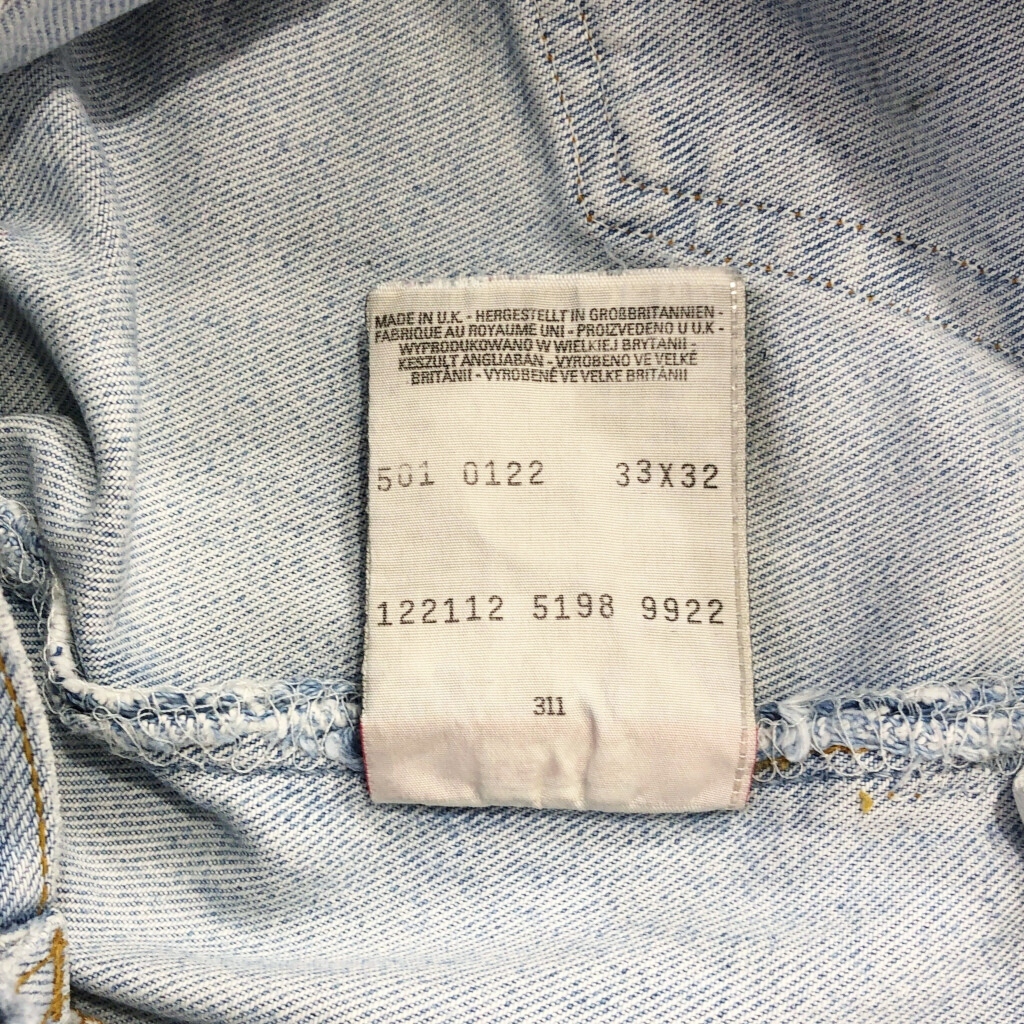 MADE IN U.K. - HERGESTELLT IN GROßBRITANNIEN -
FABRIQUE AU ROYAUME UNI - PROIZVEDENO U U.K -
WYPRODUKOWANO W WIELKIEJ BRYTANII -
KESZULT ANGLIABAN - VYROBENO VE VELKÉ
BRITÁNII - VYROBENÉ VE VELKE BRITÁNII
501 0122 33X32
122112 5198 9922
311